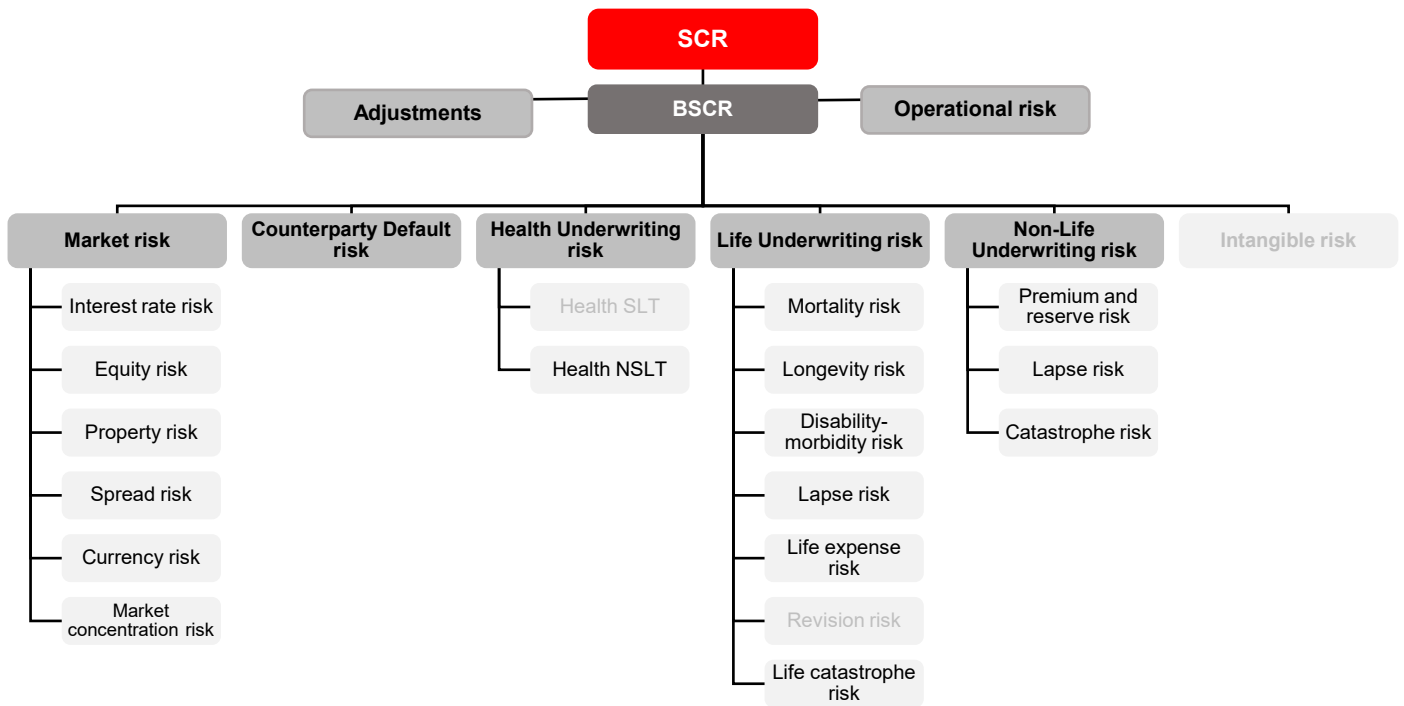 SCR
Adjustments
BSCR
Operational risk
Market risk
Counterparty Default
risk
Health Underwriting
risk
Life Underwriting risk
Non-Life
Underwriting risk
Intangible risk
Interest rate risk
Equity risk
Property risk
Spread risk
Currency risk
Market
concentration risk
Health SLT
Health NSLT
Mortality risk
Longevity risk
Disability-
morbidity risk
Lapse risk
Life expense
risk
Revision risk
Life catastrophe
risk
Premium and
reserve risk
Lapse risk
Catastrophe risk